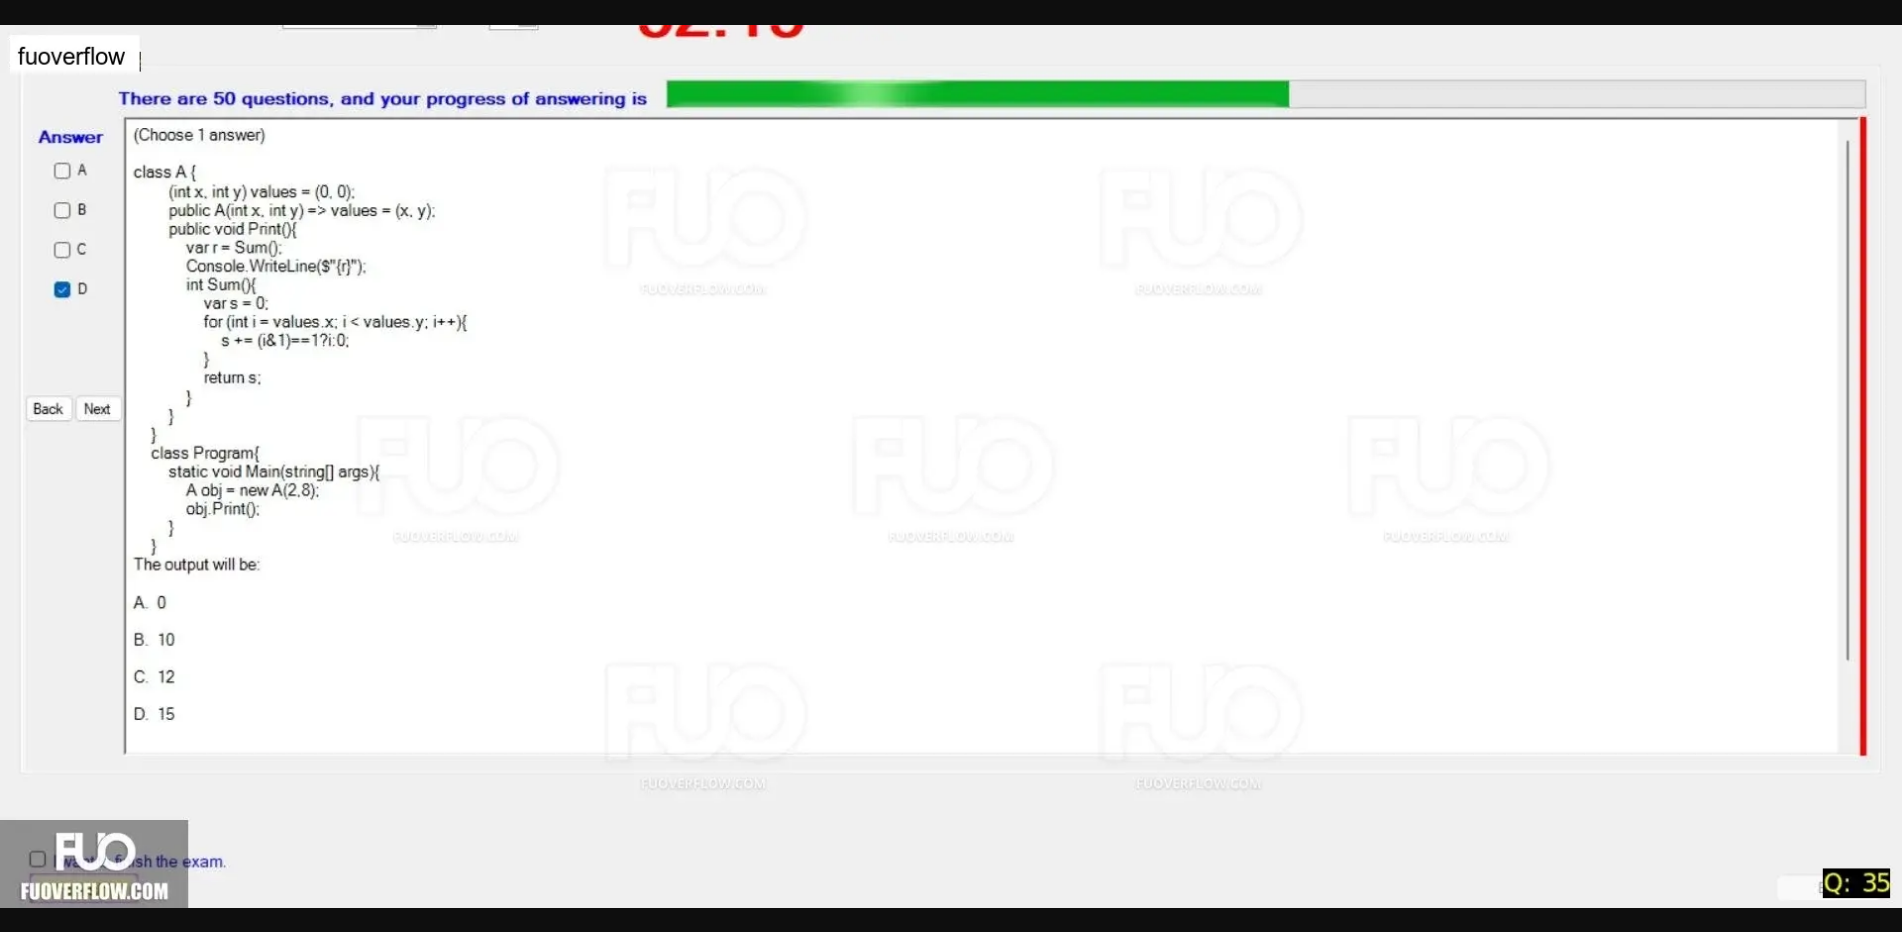 fuoverflow
There are 50 questions, and your progress of answering is
Answer
A
B
C
D
Back Next
(Choose 1 answer)
class A {
(int x, int y) values = (0, 0);
public A(int x, int y) => values = (x, y);
public void Print(){
var r = Sum();
Console.WriteLine($"{r}");
int Sum(){
var s = 0;
for (int i = values.x; i < values.y; i++){
s += (i&1)==1?i:0;
}
return s;
}
}
}
class Program{
static void Main(string[] args){
A obj = new A(2,8);
obj.Print();
}
}
The output will be:
A. 0
B. 10
C. 12
D. 15
FUO
FUOVERFLOW.COM
FUO
FUOVERFLOW.COM
FUO
FUOVERFLOW.COM
FUO
FUOVERFLOW.COM
FUO
FUOVERFLOW.COM
FUO
FUOVERFLOW.COM
FUO
FUOVERFLOW.COM
the exam.
FUO
FUOVERFLOW.COM
Q: 35